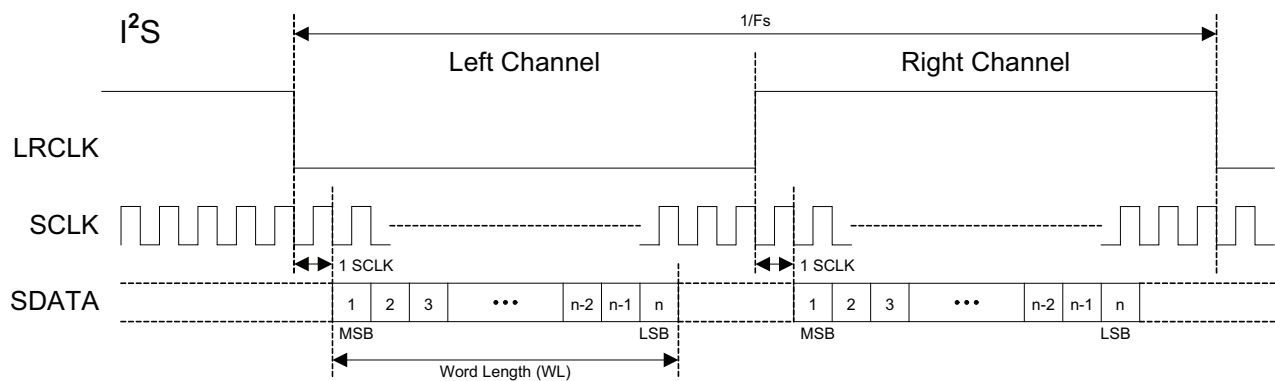 I²S
1/Fs
Left Channel
Right Channel
LRCLK
SCLK
1 SCLK
1 SCLK
SDATA
1 2 3 ••• n-2 n-1 n
1 2 3 ••• n-2 n-1 n
MSB LSB
MSB LSB
Word Length (WL)